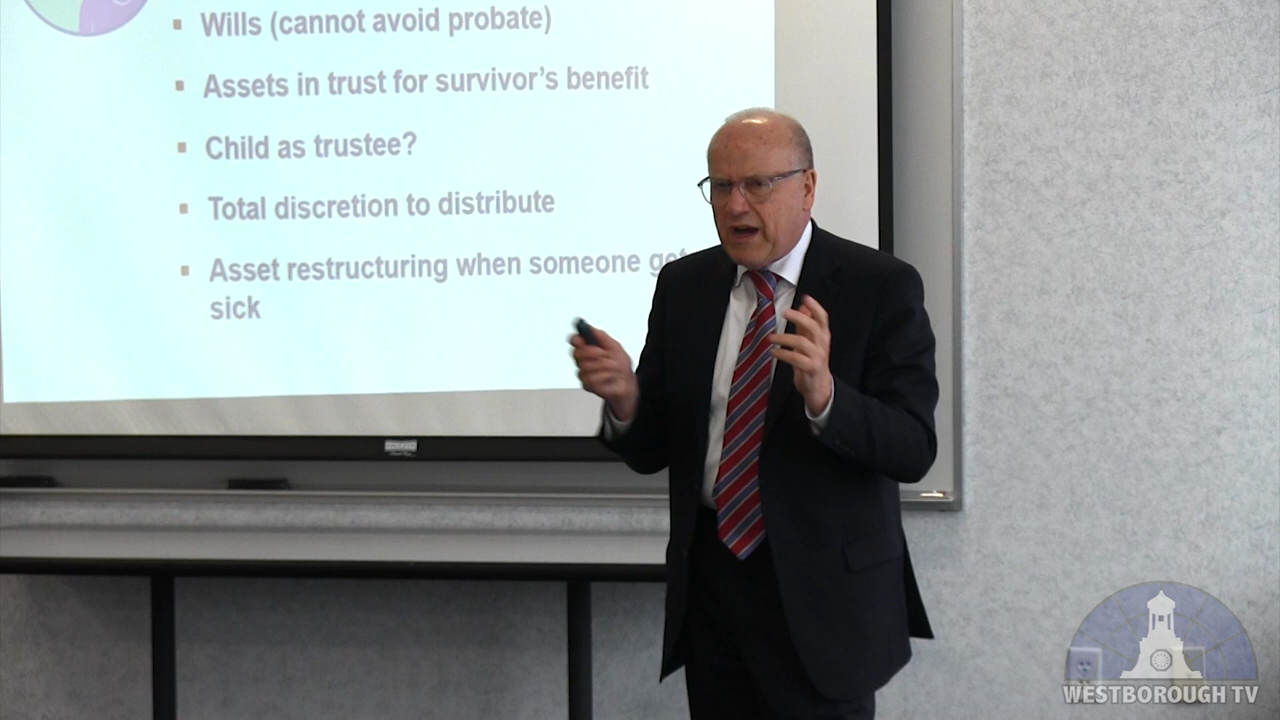 ▪ Wills (cannot avoid probate)
▪ Assets in trust for survivor's benefit
▪ Child as trustee?
▪ Total discretion to distribute
▪ Asset restructuring when someone
sick
WESTBOROUGH TV